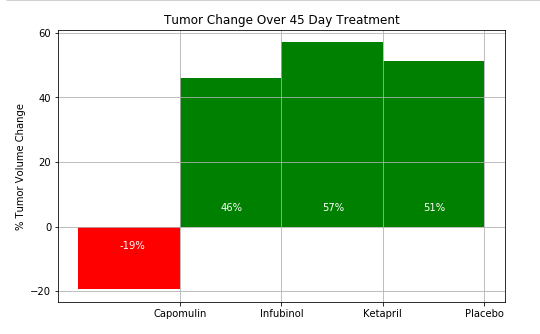 Tumor Change Over 45 Day Treatment
% Tumor Volume Change
60
40
20
0
−20
-19%
46%
57%
51%
Capomulin
Infubinol
Ketapril
Placebo